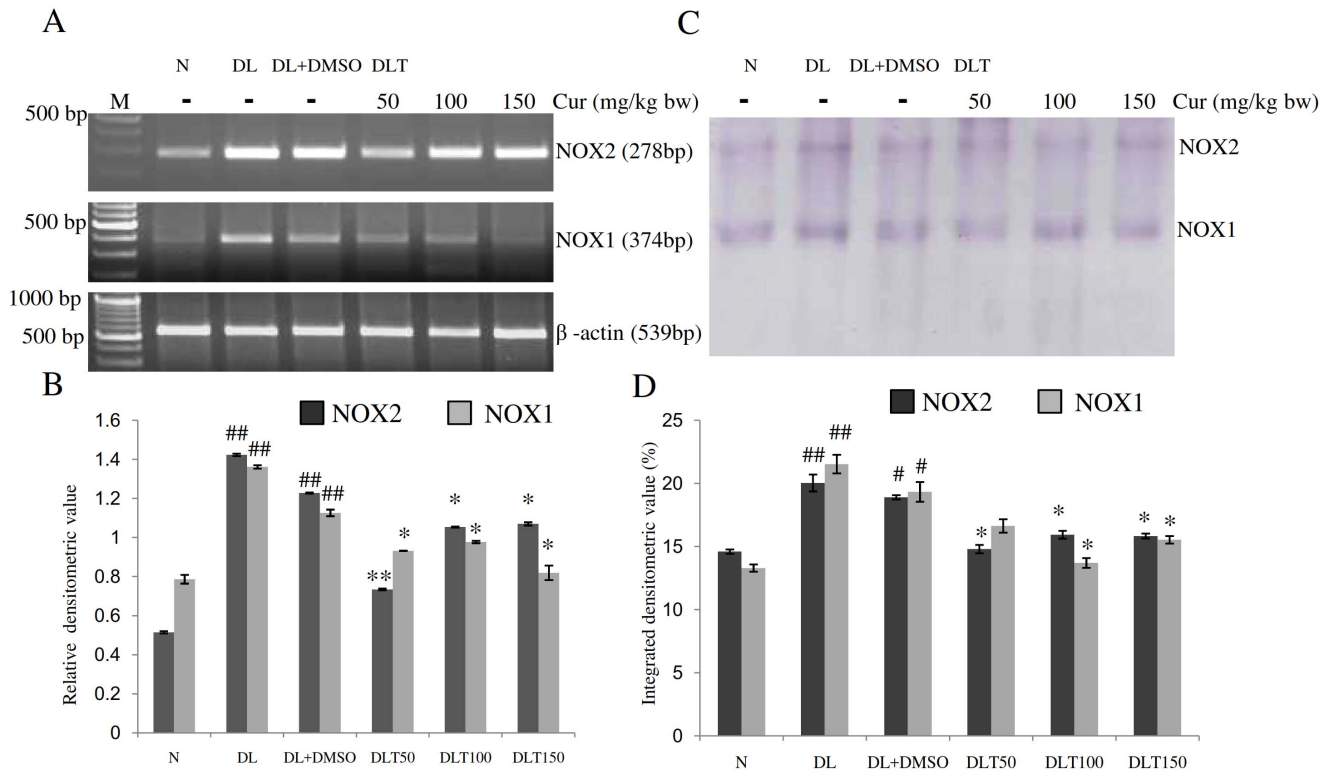 A
N DL DL+DMSO DLT
M - - - 50 100 150 Cur (mg/kg bw)
500 bp
NOX2 (278bp)
500 bp
NOX1 (374bp)
1000 bp
500 bp
β -actin (539bp)
B
NOX2 NOX1
Relative densitometric value
1.6
1.4
1.2
1
0.8
0.6
0.4
0.2
0
## ##
## ##
** *
* *
* *
N DL DL+DMSO DLT50 DLT100 DLT150
C
N DL DL+DMSO DLT
- - - 50 100 150 Cur (mg/kg bw)
NOX2
NOX1
D
NOX2 NOX1
Integrated densitometric value (%)
25
20
15
10
5
0
## ##
# #
*
* *
* *
N DL DL+DMSO DLT50 DLT100 DLT150